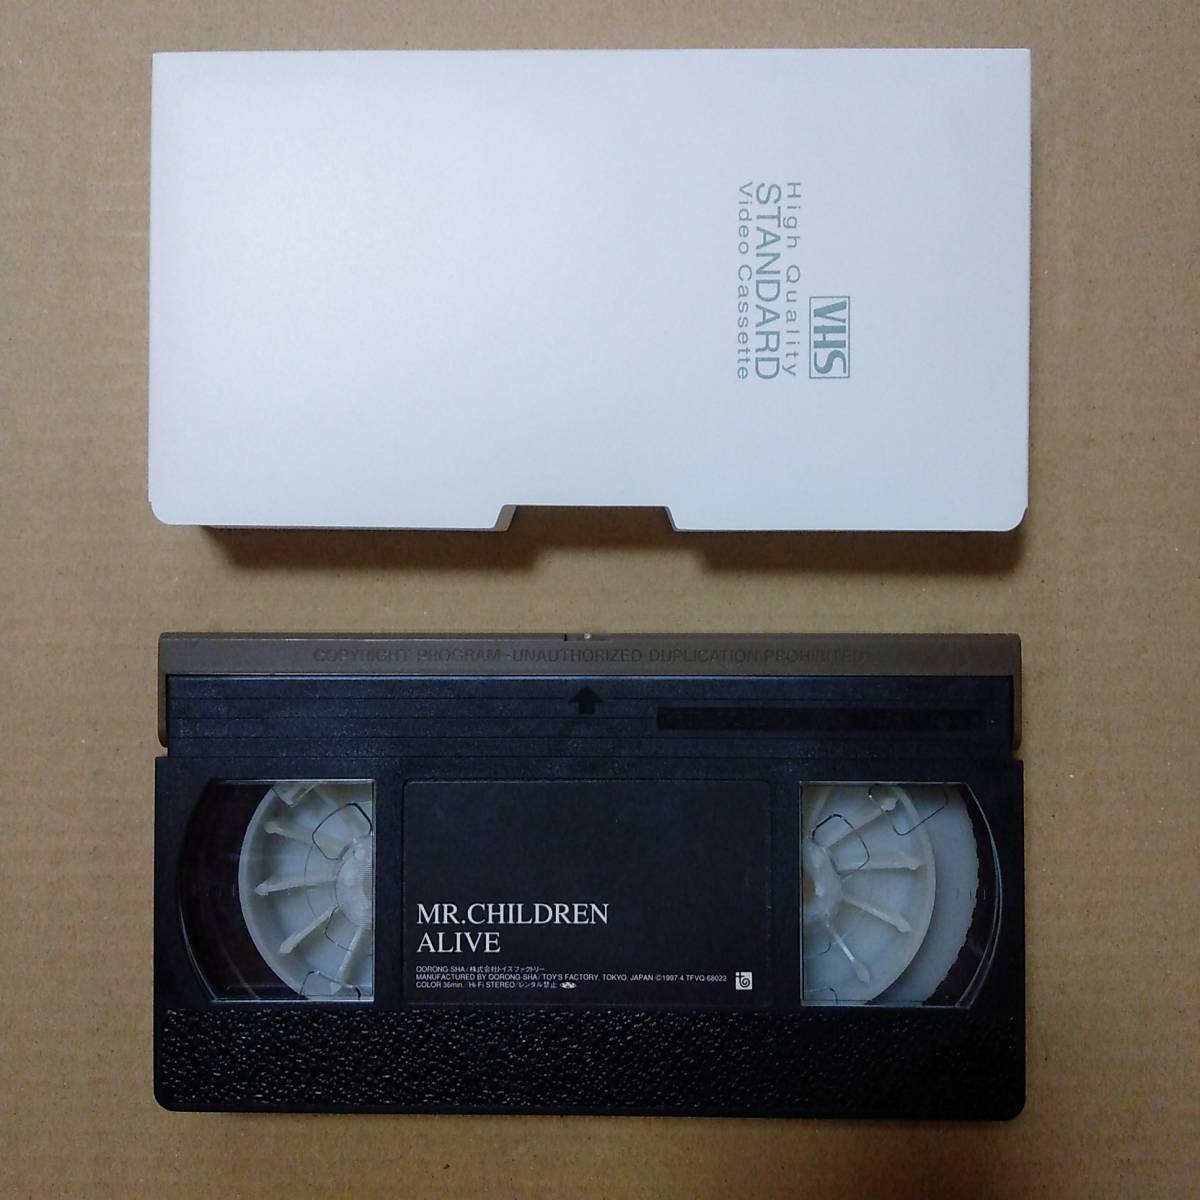 VHS
High Quality
STANDARD
Video Cassette
COPYRIGHT PROGRAM-UNAUTHORIZED DUPLICATION PROHIBITED
MR.CHILDREN
ALIVE
OORONG-SHA/株式会社トイズファクトリー
MANUFACTURED BY OORONG-SHA/TOY'S FACTORY. TOKYO. JAPAN ©1997·4 TFVQ-68022
COLOR 36min./Hi-Fi STEREO/レンタル禁止